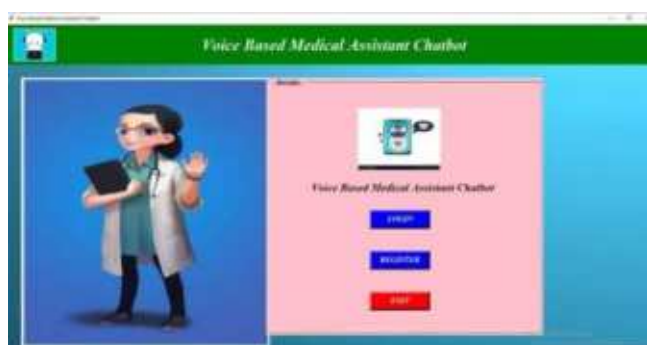 Voice Based Medical Assistant Chatbot
Voice Based Medical Assistant Chatbot
LOGIN
REGISTER
EXIT